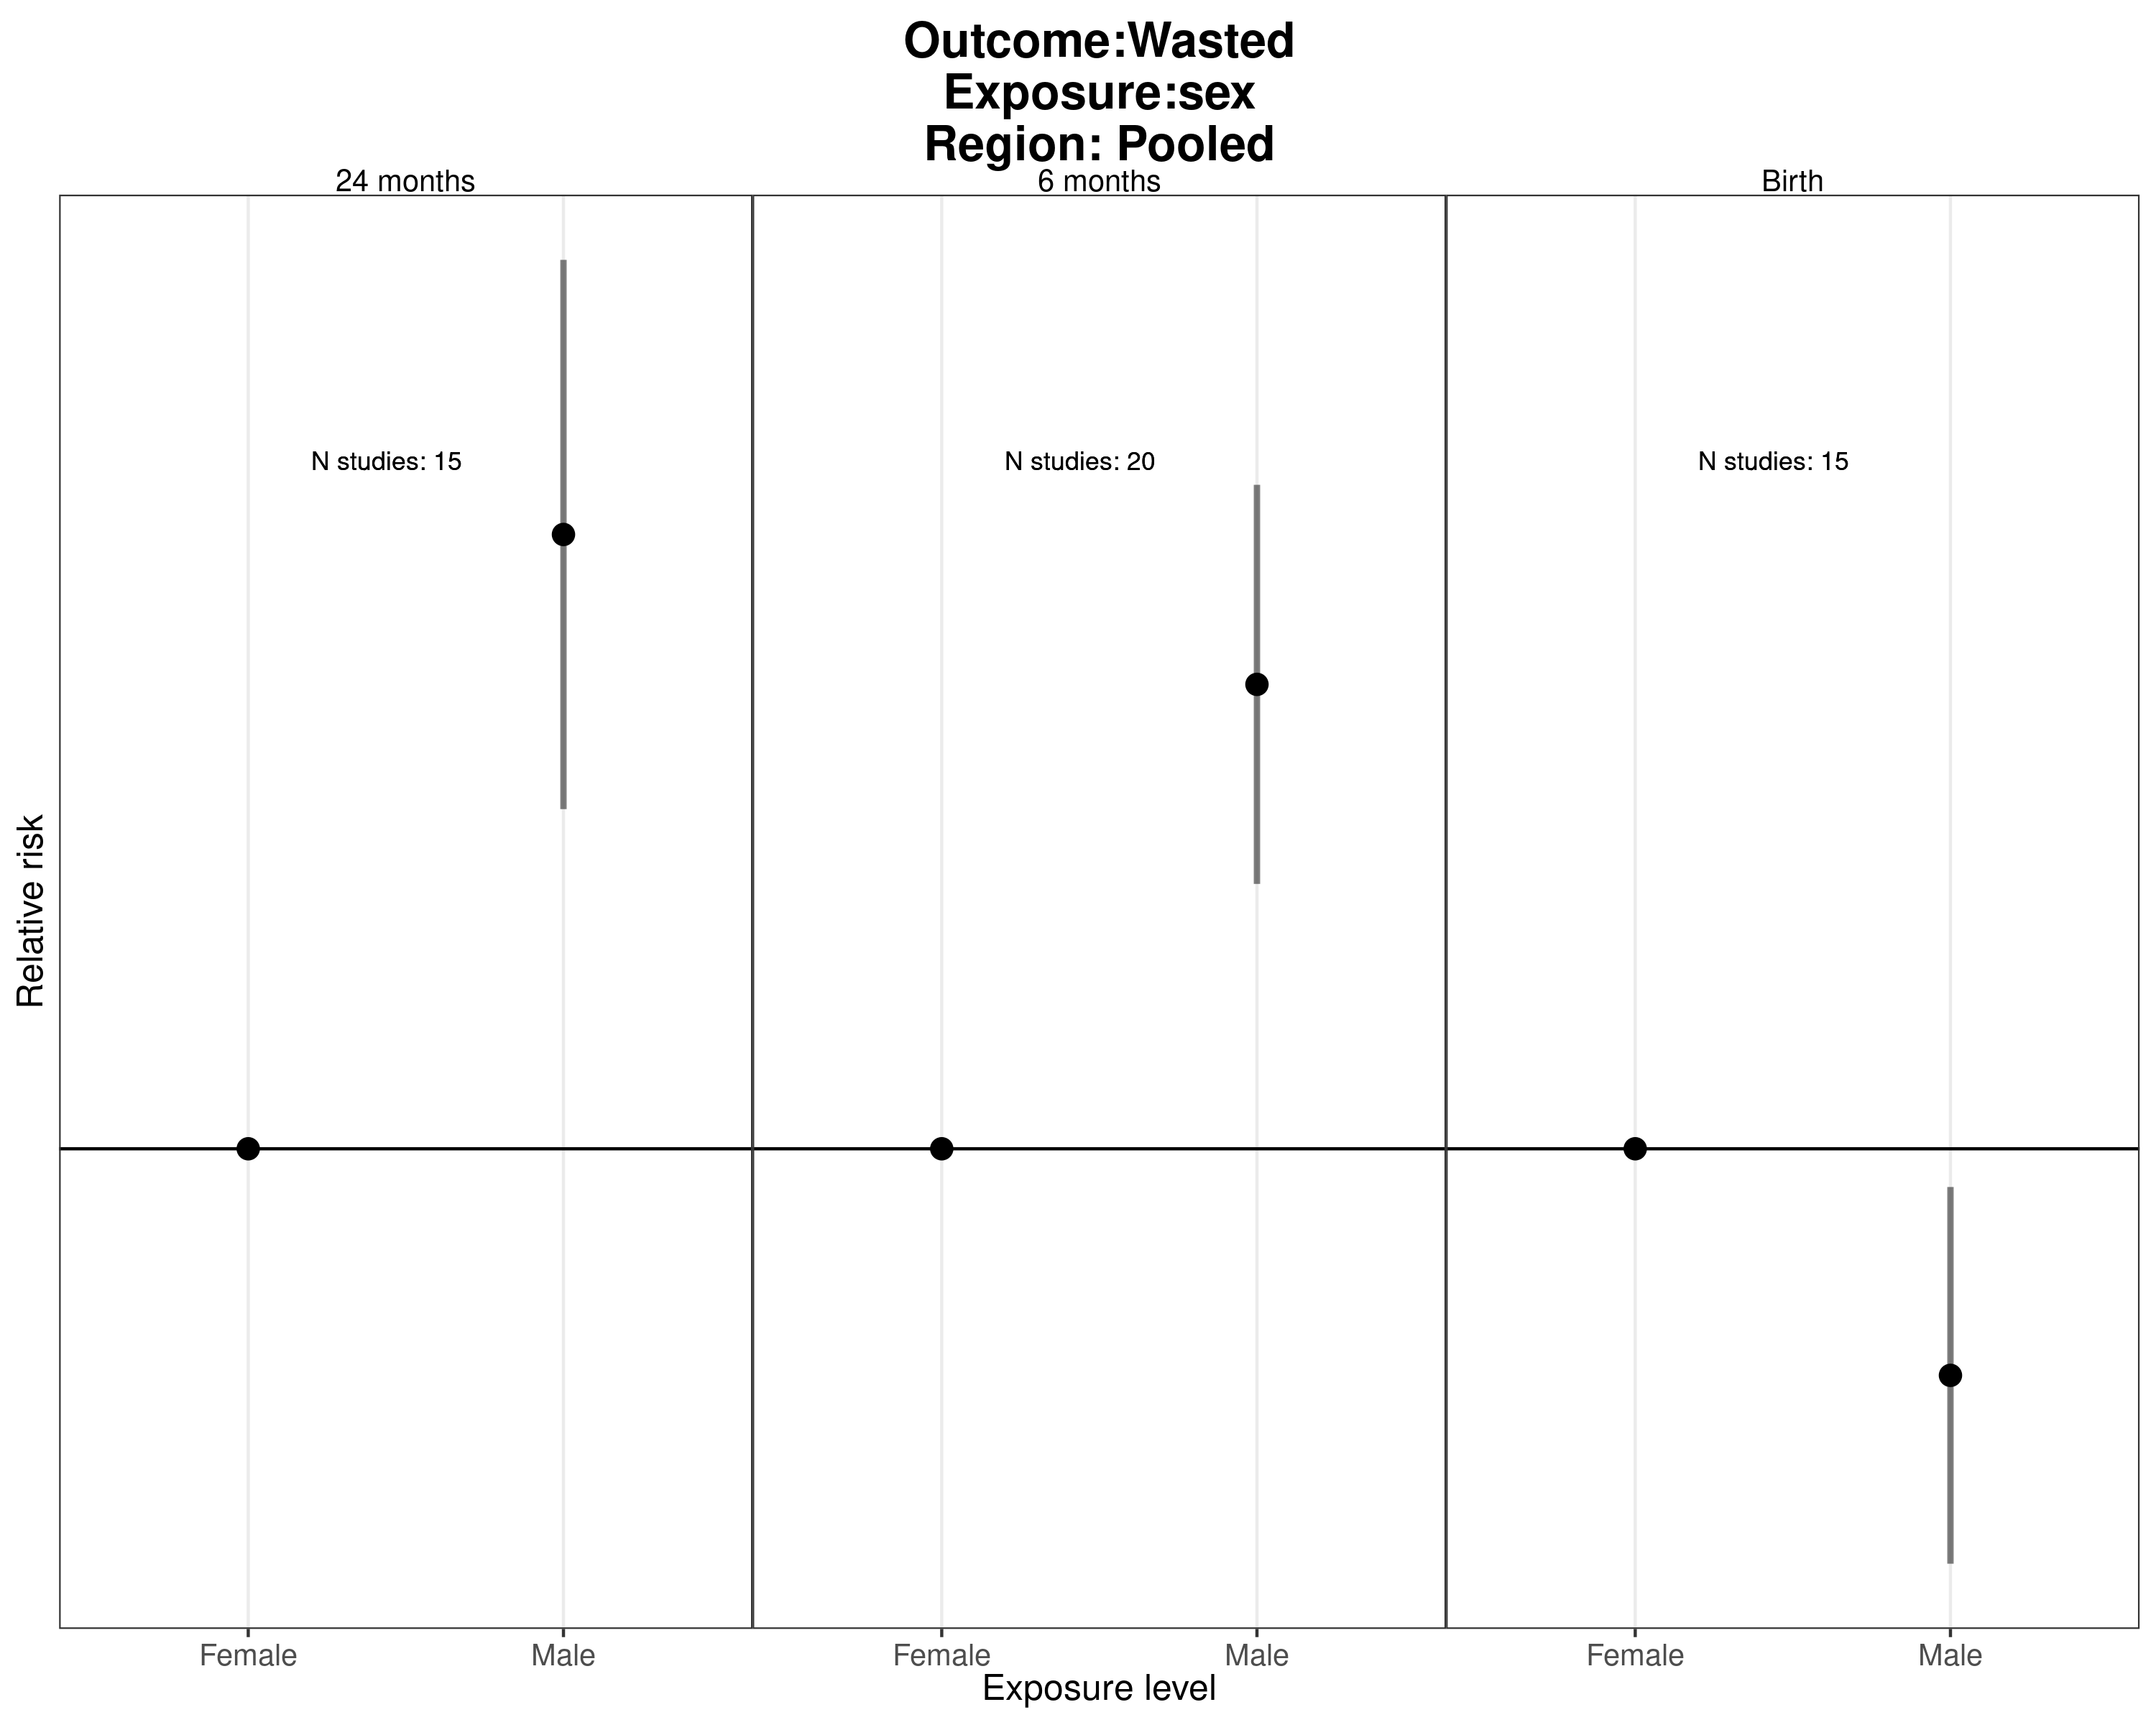 Outcome:Wasted
Exposure:sex
Region: Pooled
24 months
6 months
Birth
N studies: 15
N studies: 20
N studies: 15
Relative risk
Female
Male
Female
Male
Female
Male
Exposure level